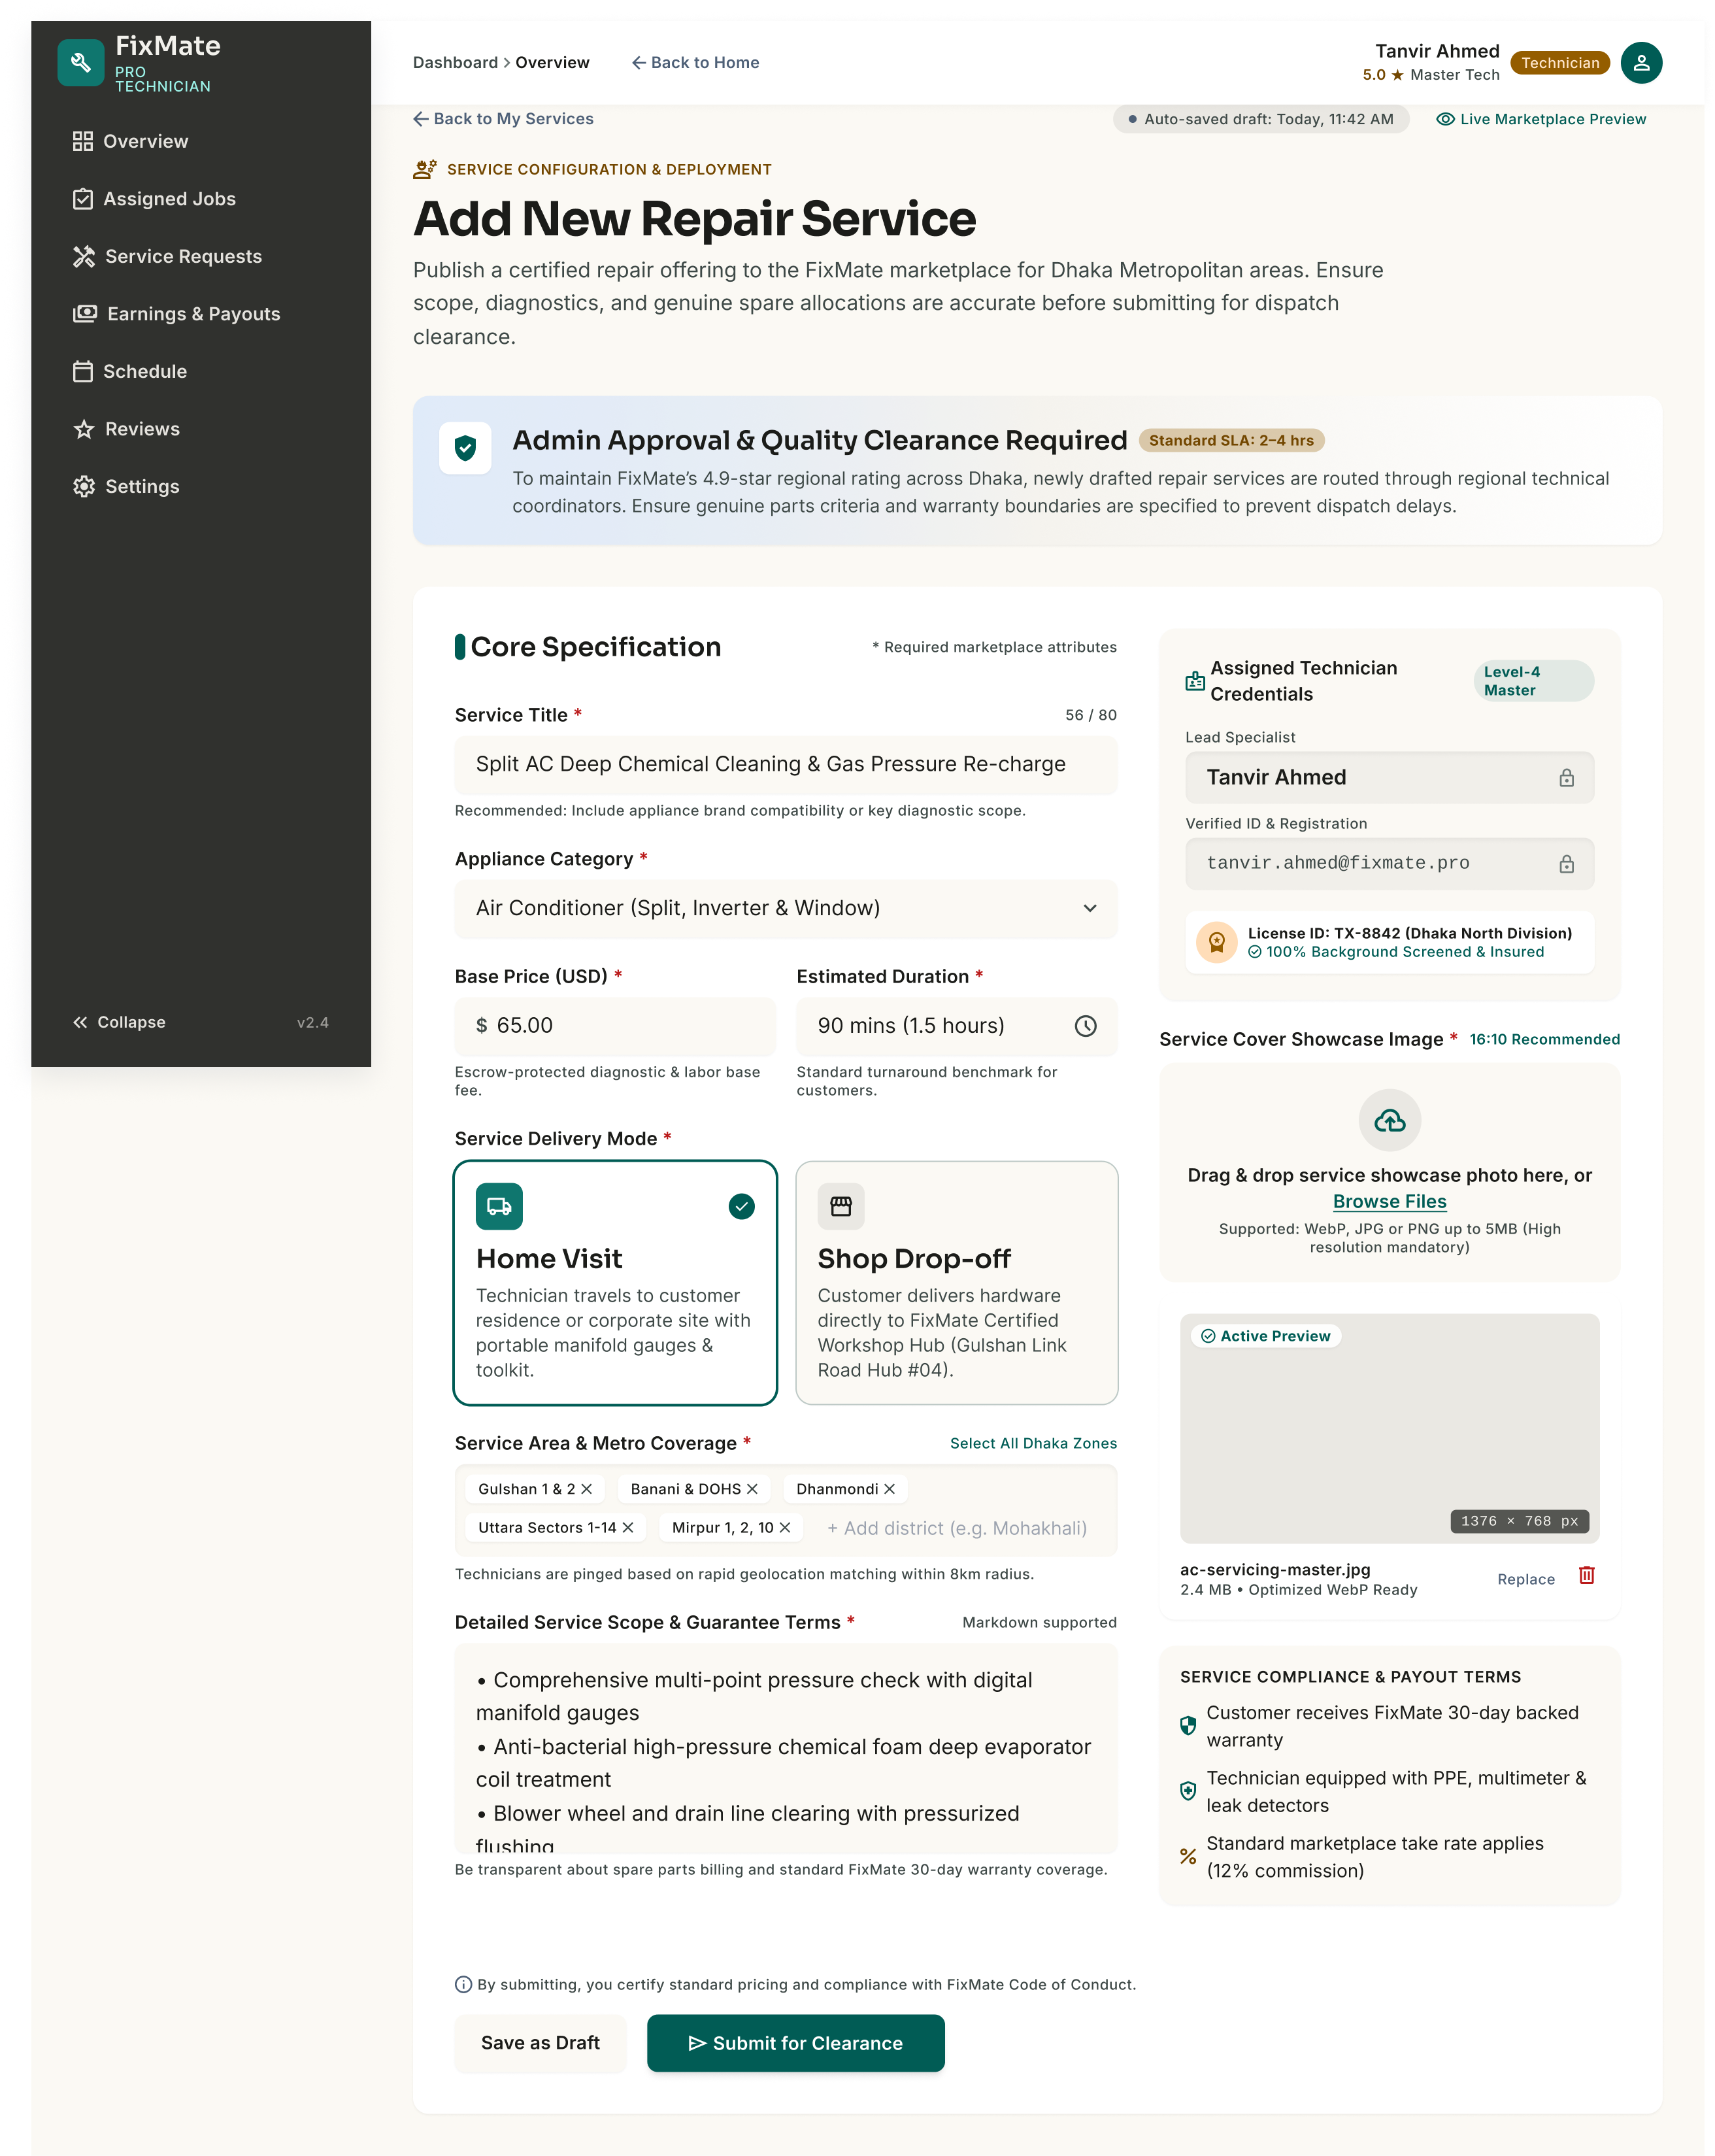 FixMate
PRO
TECHNICIAN
Overview
Assigned Jobs
Service Requests
Earnings & Payouts
Schedule
Reviews
Settings
Collapse
v2.4
Dashboard › Overview
← Back to Home
Tanvir Ahmed
5.0 ★ Master Tech
Technician
← Back to My Services
• Auto-saved draft: Today, 11:42 AM
Live Marketplace Preview
SERVICE CONFIGURATION & DEPLOYMENT
Add New Repair Service
Publish a certified repair offering to the FixMate marketplace for Dhaka Metropolitan areas. Ensure
scope, diagnostics, and genuine spare allocations are accurate before submitting for dispatch
clearance.
Admin Approval & Quality Clearance Required
Standard SLA: 2–4 hrs
To maintain FixMate’s 4.9-star regional rating across Dhaka, newly drafted repair services are routed through regional technical
coordinators. Ensure genuine parts criteria and warranty boundaries are specified to prevent dispatch delays.
Core Specification
* Required marketplace attributes
Service Title *
56 / 80
Split AC Deep Chemical Cleaning & Gas Pressure Re-charge
Recommended: Include appliance brand compatibility or key diagnostic scope.
Appliance Category *
Air Conditioner (Split, Inverter & Window)
Base Price (USD) *
$ 65.00
Escrow-protected diagnostic & labor base
fee.
Estimated Duration *
90 mins (1.5 hours)
Standard turnaround benchmark for
customers.
Service Delivery Mode *
Home Visit
Technician travels to customer
residence or corporate site with
portable manifold gauges &
toolkit.
Shop Drop-off
Customer delivers hardware
directly to FixMate Certified
Workshop Hub (Gulshan Link
Road Hub #04).
Service Area & Metro Coverage *
Select All Dhaka Zones
Gulshan 1 & 2 ×
Banani & DOHS ×
Dhanmondi ×
Uttara Sectors 1-14 ×
Mirpur 1, 2, 10 ×
+ Add district (e.g. Mohakhali)
Technicians are pinged based on rapid geolocation matching within 8km radius.
Detailed Service Scope & Guarantee Terms *
Markdown supported
• Comprehensive multi-point pressure check with digital
manifold gauges
• Anti-bacterial high-pressure chemical foam deep evaporator
coil treatment
• Blower wheel and drain line clearing with pressurized
flushing
Be transparent about spare parts billing and standard FixMate 30-day warranty coverage.
Assigned Technician
Credentials
Level-4
Master
Lead Specialist
Tanvir Ahmed
Verified ID & Registration
tanvir.ahmed@fixmate.pro
License ID: TX-8842 (Dhaka North Division)
100% Background Screened & Insured
Service Cover Showcase Image *
16:10 Recommended
Drag & drop service showcase photo here, or
Browse Files
Supported: WebP, JPG or PNG up to 5MB (High
resolution mandatory)
Active Preview
1376 × 768 px
ac-servicing-master.jpg
2.4 MB • Optimized WebP Ready
Replace
SERVICE COMPLIANCE & PAYOUT TERMS
Customer receives FixMate 30-day backed
warranty
Technician equipped with PPE, multimeter &
leak detectors
Standard marketplace take rate applies
(12% commission)
By submitting, you certify standard pricing and compliance with FixMate Code of Conduct.
Save as Draft
Submit for Clearance